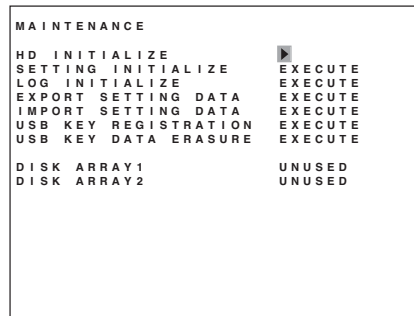 MAINTENANCE
HD INITIALIZE ▶
SETTING INITIALIZE EXECUTE
LOG INITIALIZE EXECUTE
EXPORT SETTING DATA EXECUTE
IMPORT SETTING DATA EXECUTE
USB KEY REGISTRATION EXECUTE
USB KEY DATA ERASURE EXECUTE
DISK ARRAY1 UNUSED
DISK ARRAY2 UNUSED